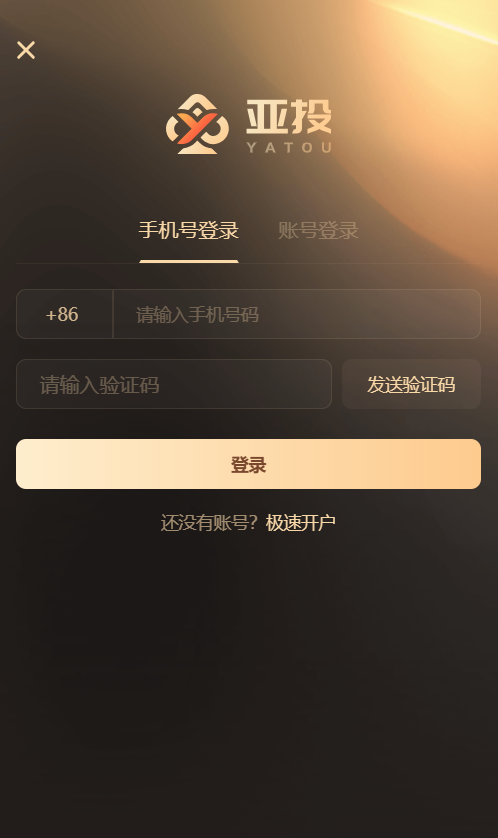 亚投
YATOU
手机号登录 账号登录
+86 请输入手机号码
请输入验证码 发送验证码
登录
还没有账号? 极速开户